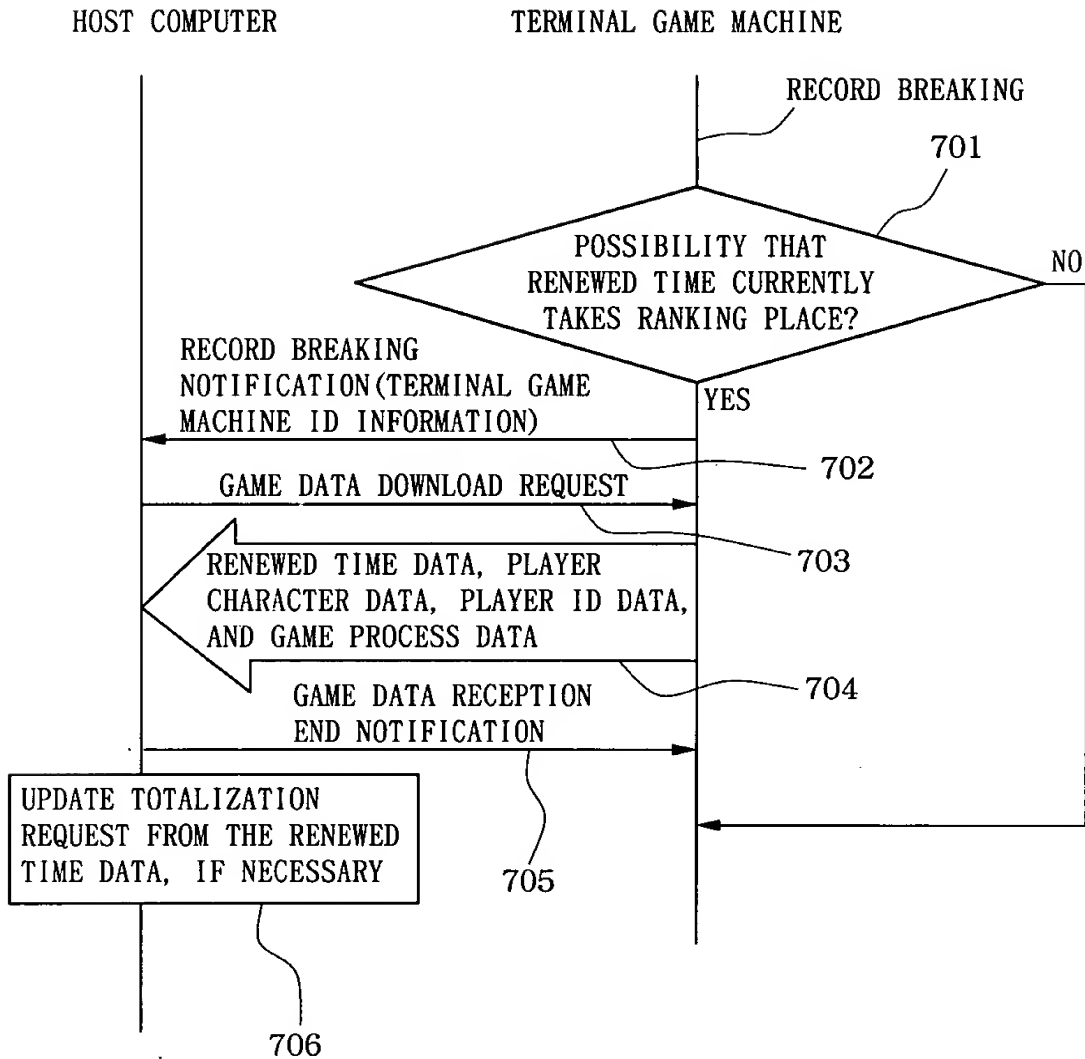 HOST COMPUTER
TERMINAL GAME MACHINE
RECORD BREAKING
701
POSSIBILITY THAT
RENEWED TIME CURRENTLY
TAKES RANKING PLACE?
NO
YES
RECORD BREAKING
NOTIFICATION(TERMINAL GAME
MACHINE ID INFORMATION)
702
GAME DATA DOWNLOAD REQUEST
703
RENEWED TIME DATA, PLAYER
CHARACTER DATA, PLAYER ID DATA,
AND GAME PROCESS DATA
704
GAME DATA RECEPTION
END NOTIFICATION
705
UPDATE TOTALIZATION
REQUEST FROM THE RENEWED
TIME DATA, IF NECESSARY
706